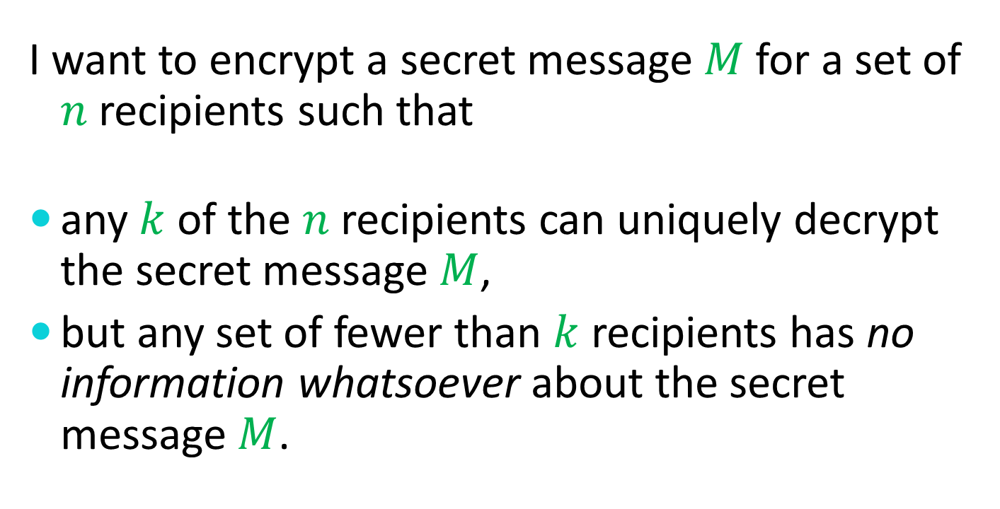 I want to encrypt a secret message M for a set of
n recipients such that
• any k of the n recipients can uniquely decrypt
the secret message M,
• but any set of fewer than k recipients has no
information whatsoever about the secret
message M.